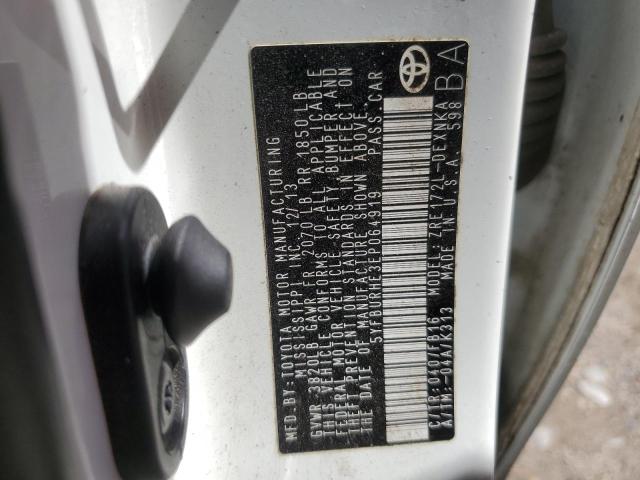 MFD.BY:TOYOTA MOTOR MANUFACTURING
MISSISSIPPI INC. 12/13
GVWR 3820LB GAWR FR 2070 LB RR 1850LB
THIS VEHICLE CONFORMS TO ALL APPLICABLE
FEDERAL MOTOR VEHICLE SAFETY, BUMPER, AND
THEFT PREVENTION STANDARDS IN EFFECT ON
THE DATE OF MANUFACTURE SHOWN ABOVE.
5YFBURHE3EP064919 PASS. CAR
C/TR:040/FB16 MODEL:ZRE172L-DEXNKA
A/TM:-01A/K313 MADE IN U.S.A. 598
BA